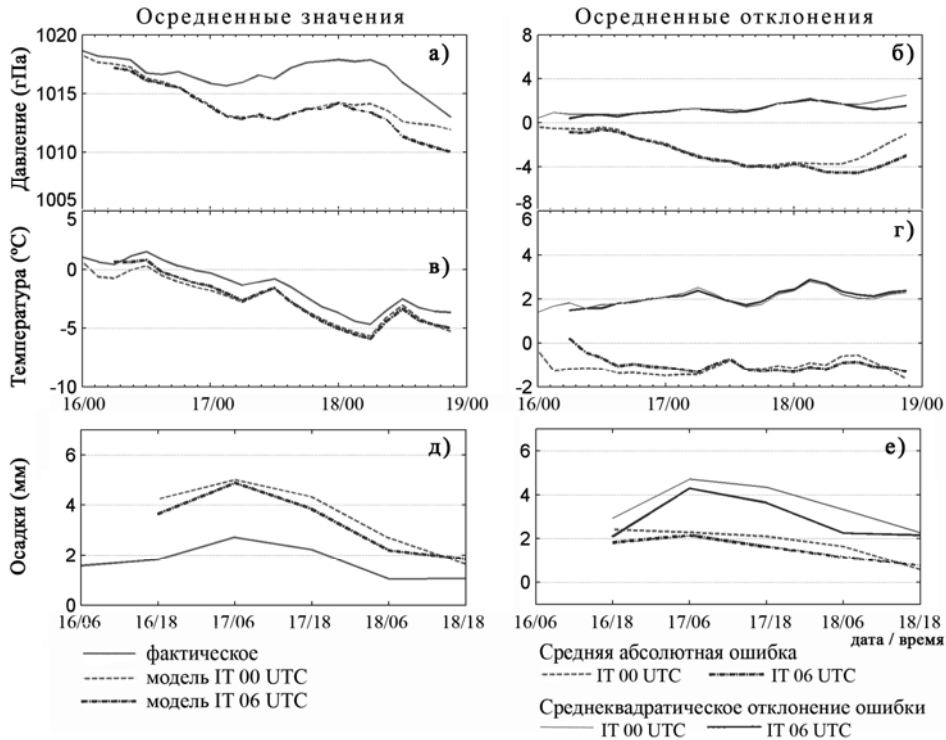 Осредненные значения
Осредненные отклонения
Давление (гПа)
1020
1015
1010
1005
а)
8
4
0
-4
-8
б)
Температура (ºС)
5
0
-5
-10
в)
16/00
17/00
18/00
19/00
6
4
2
0
-2
г)
16/00
17/00
18/00
19/00
Осадки (мм)
6
4
2
0
д)
16/06
16/18
17/06
17/18
18/06
18/18
6
4
2
0
е)
16/06
16/18
17/06
17/18
18/06
18/18
дата / время
фактическое
модель IT 00 UTC
модель IT 06 UTC
Средняя абсолютная ошибка
IT 00 UTC
IT 06 UTC
Среднеквадратическое отклонение ошибки
IT 00 UTC
IT 06 UTC